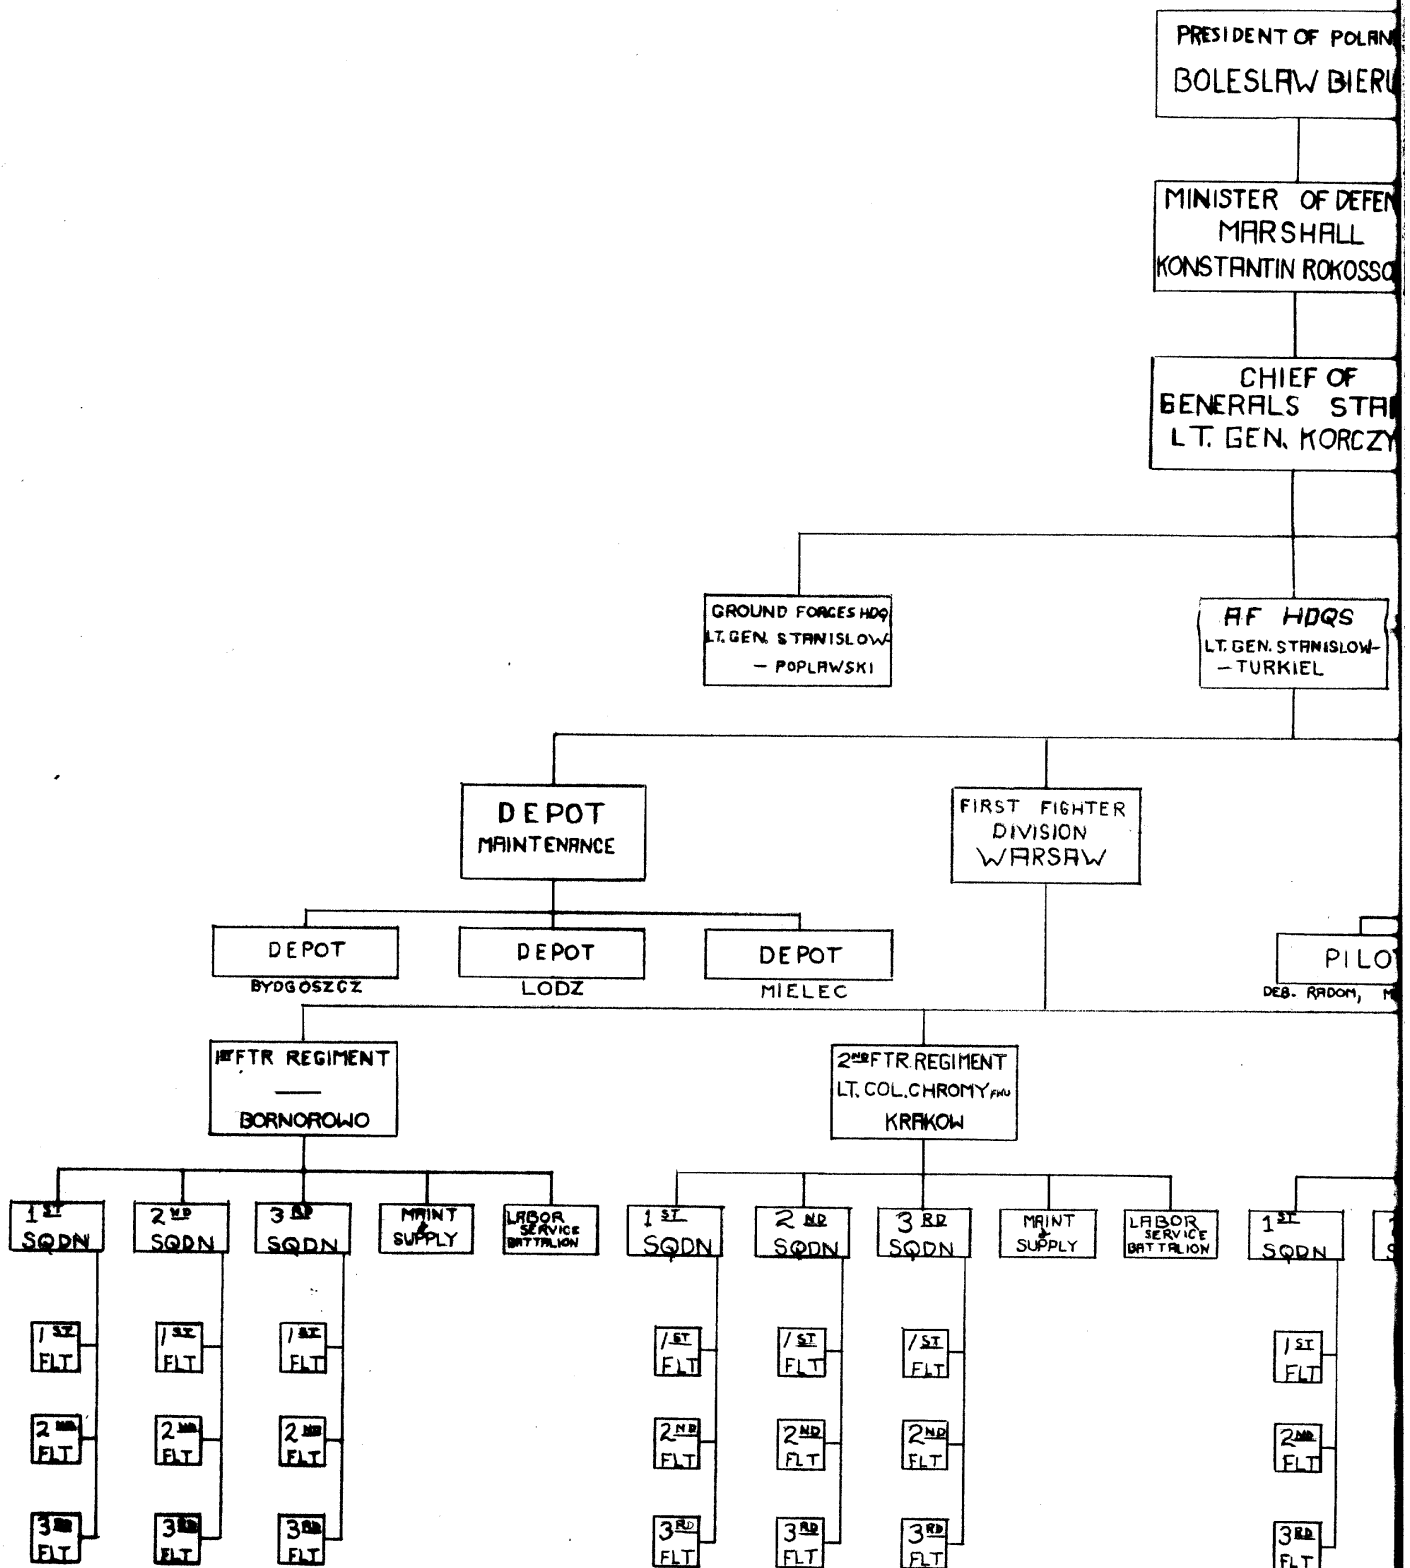 PRESIDENT OF POLAN
BOLESLAW BIERU
MINISTER OF DEFEN
MARSHALL
KONSTANTIN ROKOSSO
CHIEF OF
GENERALS STA
LT. GEN. KORCZY
GROUND FORCES HDQ
LT. GEN. STANISLOW-
— POPLAWSKI
AF HDQS
LT. GEN. STANISLOW-
— TURKIEL
DEPOT
MAINTENANCE
FIRST FIGHTER
DIVISION
WARSAW
DEPOT
BYDGOSZCZ
DEPOT
LODZ
DEPOT
MIELEC
PILO
DEB. RADOM, M
1ST FTR REGIMENT
—
BORNOROWO
2ND FTR. REGIMENT
LT. COL. CHROMY FNU
KRAKOW
1ST
SQDN
2ND
SQDN
3RD
SQDN
MAINT
&
SUPPLY
LABOR
SERVICE
BATTALION
1ST
SQDN
2ND
SQDN
3RD
SQDN
MAINT
&
SUPPLY
LABOR
SERVICE
BATTALION
1ST
SQDN
1ST
FLT
1ST
FLT
1ST
FLT
1ST
FLT
1ST
FLT
1ST
FLT
1ST
FLT
2ND
FLT
2ND
FLT
2ND
FLT
2ND
FLT
2ND
FLT
2ND
FLT
2ND
FLT
3RD
FLT
3RD
FLT
3RD
FLT
3RD
FLT
3RD
FLT
3RD
FLT
3RD
FLT